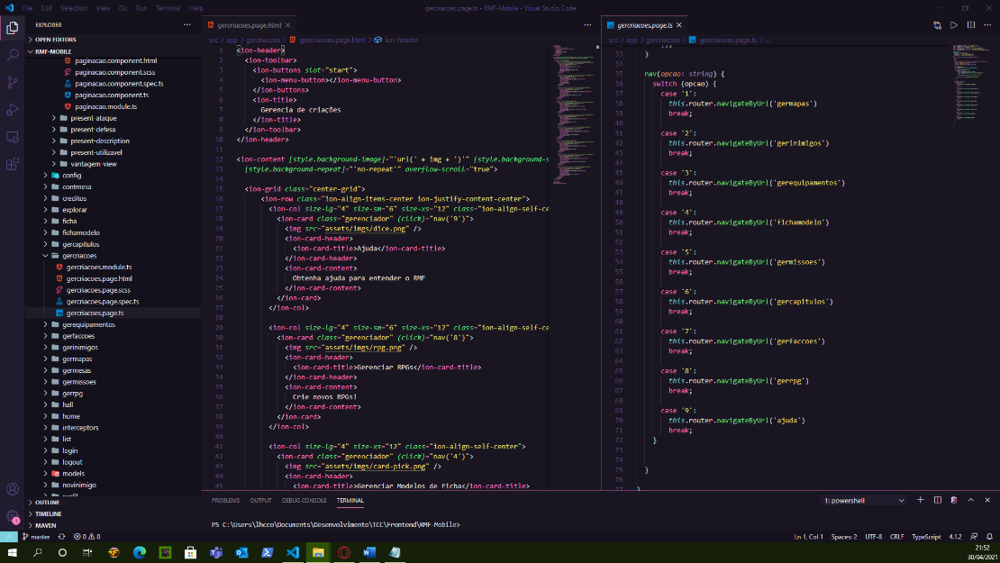 File Edit Selection View Go Run Terminal Help
gercriacoes.page.ts - RMF-Mobile - Visual Studio Code
EXPLORER
OPEN EDITORS
RMF-MOBILE
paginacao.component.html
paginacao.component.scss
paginacao.component.spec.ts
paginacao.component.ts
paginacao.module.ts
present-ataque
present-defesa
present-description
present-utilizavel
vantagem-view
config
contmesa
creditos
explorar
ficha
fichamodelo
gercapitulos
gercriacoes
gercriacoes.module.ts
gercriacoes.page.html
gercriacoes.page.scss
gercriacoes.page.spec.ts
gercriacoes.page.ts
gerequipamentos
gerfaccoes
gerinimigos
germapas
germesas
germissoes
gerrpg
hall
home
interceptors
list
login
logout
models
novinimigo
perfil
OUTLINE
TIMELINE
MAVEN
gercriacoes.page.html
src > app > gercriacoes > gercriacoes.page.html > ion-header
1 <ion-header>
2 <ion-toolbar>
3 <ion-buttons slot="start">
4 <ion-menu-button></ion-menu-button>
5 </ion-buttons>
6 <ion-title>
7 Gerencia de criações
8 </ion-title>
9 </ion-toolbar>
10 </ion-header>
11
12 <ion-content [style.background-image]="'url(' + img + ')'" [style.background-s
13 [style.background-repeat]="'no-repeat'" overflow-scroll="true">
14
15 <ion-grid class="center-grid">
16 <ion-row class="ion-align-items-center ion-justify-content-center">
17 <ion-col size-lg="4" size-sm="6" size-xs="12" class="ion-align-self-ce
18 <ion-card class="gerenciador" (click)="nav('9')">
19 <img src="assets/imgs/dice.png" />
20 <ion-card-header>
21 <ion-card-title>Ajuda</ion-card-title>
22 </ion-card-header>
23 <ion-card-content>
24 Obtenha ajuda para entender o RMF
25 </ion-card-content>
26 </ion-card>
27 </ion-col>
28
29 <ion-col size-lg="4" size-sm="6" size-xs="12" class="ion-align-self-ce
30 <ion-card class="gerenciador" (click)="nav('8')">
31 <img src="assets/imgs/rpg.png" />
32 <ion-card-header>
33 <ion-card-title>Gerenciar RPGs</ion-card-title>
34 </ion-card-header>
35 <ion-card-content>
36 Crie novos RPGs!
37 </ion-card-content>
38 </ion-card>
39 </ion-col>
40
41 <ion-col size-lg="4" size-xs="12" class="ion-align-self-center">
42 <ion-card class="gerenciador" (click)="nav('4')">
43 <img src="assets/imgs/card-pick.png" />
44 <ion-card-header>
45 <ion-card-title>Gerenciar Modelos de Ficha</ion-card-title>
gercriacoes.page.ts
src > app > gercriacoes > gercriacoes.page.ts > ...
33 }
34
35 nav(opcao: string) {
36 switch (opcao) {
37 case '1':
38 this.router.navigateByUrl('germapas')
39 break;
40
41 case '2':
42 this.router.navigateByUrl('gerinimigos')
43 break;
44
45 case '3':
46 this.router.navigateByUrl('gerequipamentos')
47 break;
48
49 case '4':
50 this.router.navigateByUrl('fichamodelo')
51 break;
52
53 case '5':
54 this.router.navigateByUrl('germissoes')
55 break;
56
57 case '6':
58 this.router.navigateByUrl('gercapitulos')
59 break;
60
61 case '7':
62 this.router.navigateByUrl('gerfaccoes')
63 break;
64
65 case '8':
66 this.router.navigateByUrl('gerrpg')
67 break;
68
69 case '9':
70 this.router.navigateByUrl('ajuda')
71 break;
72 }
73
74
75 }
76
77 }
PROBLEMS OUTPUT DEBUG CONSOLE TERMINAL
1: powershell
PS C:\Users\lhcco\Documents\Desenvolvimento\TCC\Frontend\RMF-Mobile>
master 0 0
Ln 1, Col 1 Spaces: 2 UTF-8 CRLF TypeScript 4.1.2
21:52
30/04/2021